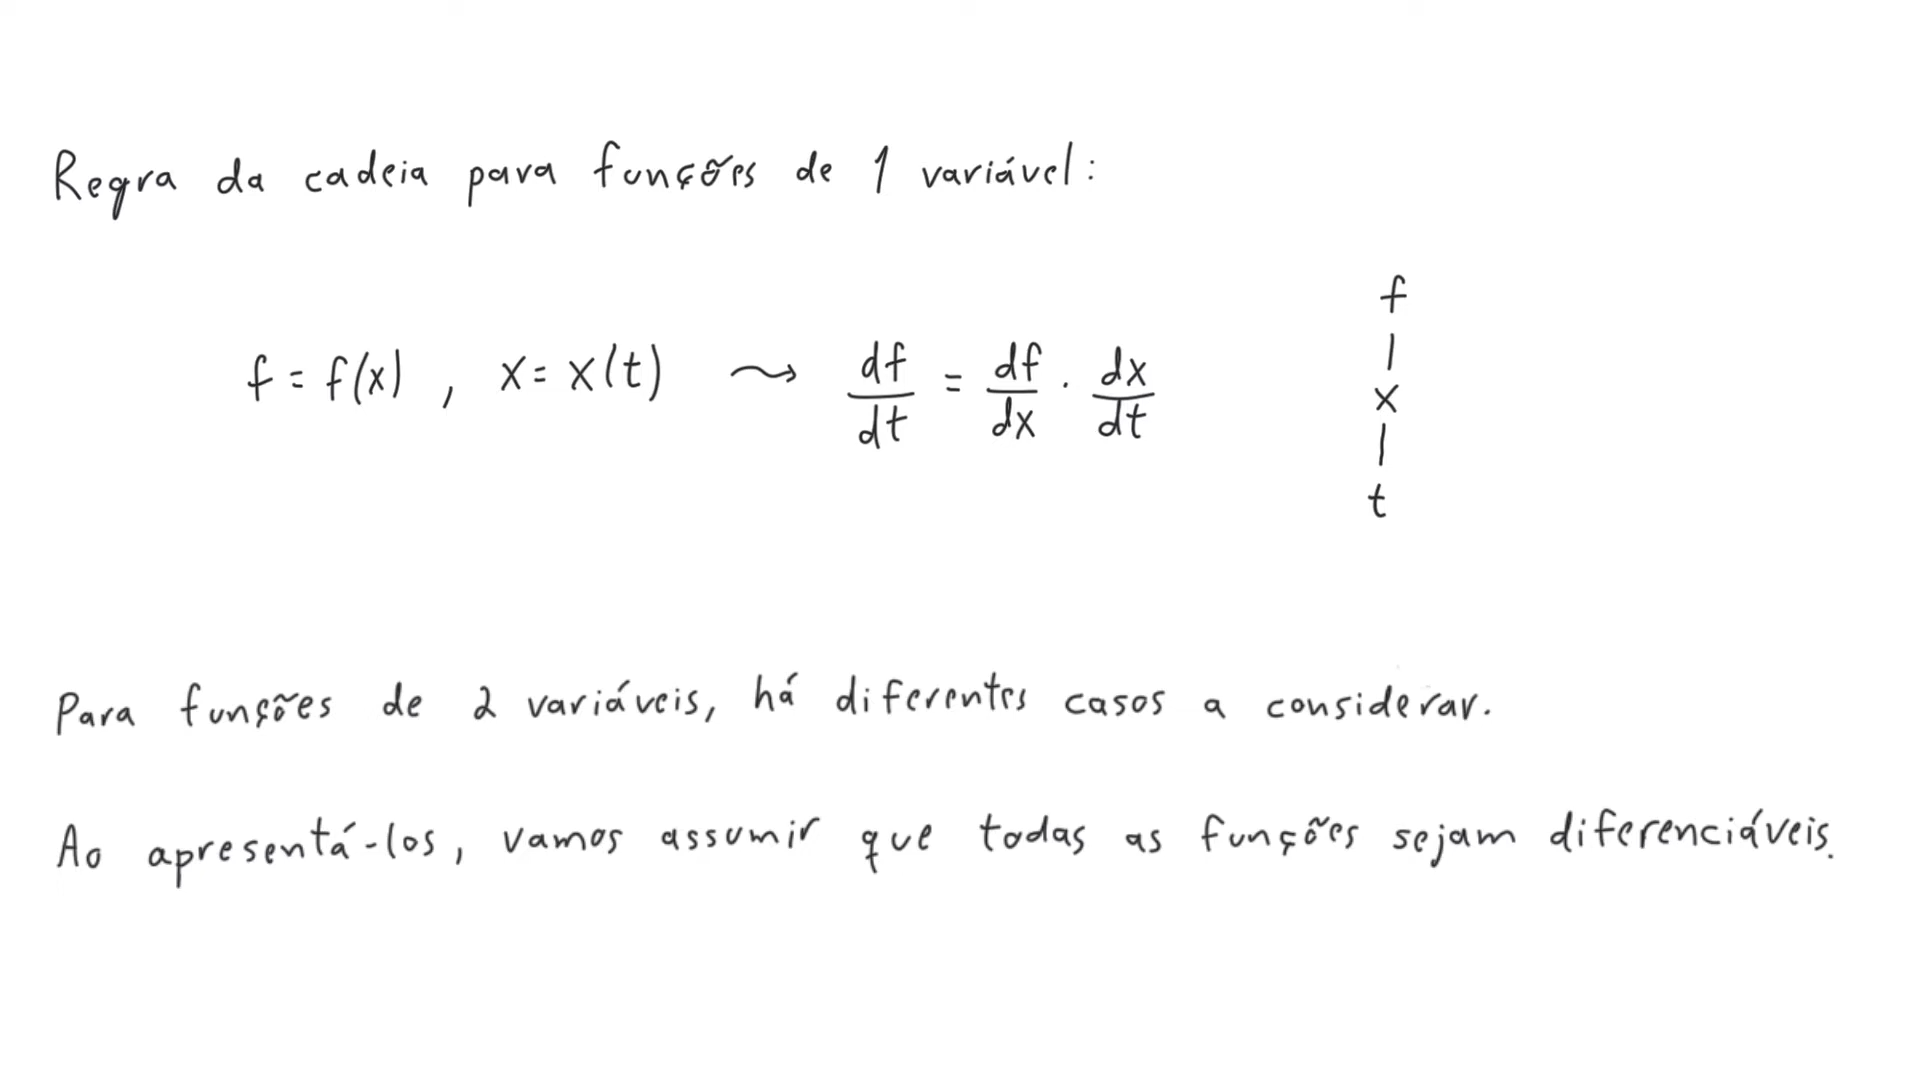 Regra da cadeia para funções de 1 variável:
f = f(x) , x = x(t) ⤳ df/dt = df/dx · dx/dt
f
|
x
|
t
Para funções de 2 variáveis, há diferentes casos a considerar.
Ao apresentá-los, vamos assumir que todas as funções sejam diferenciáveis.